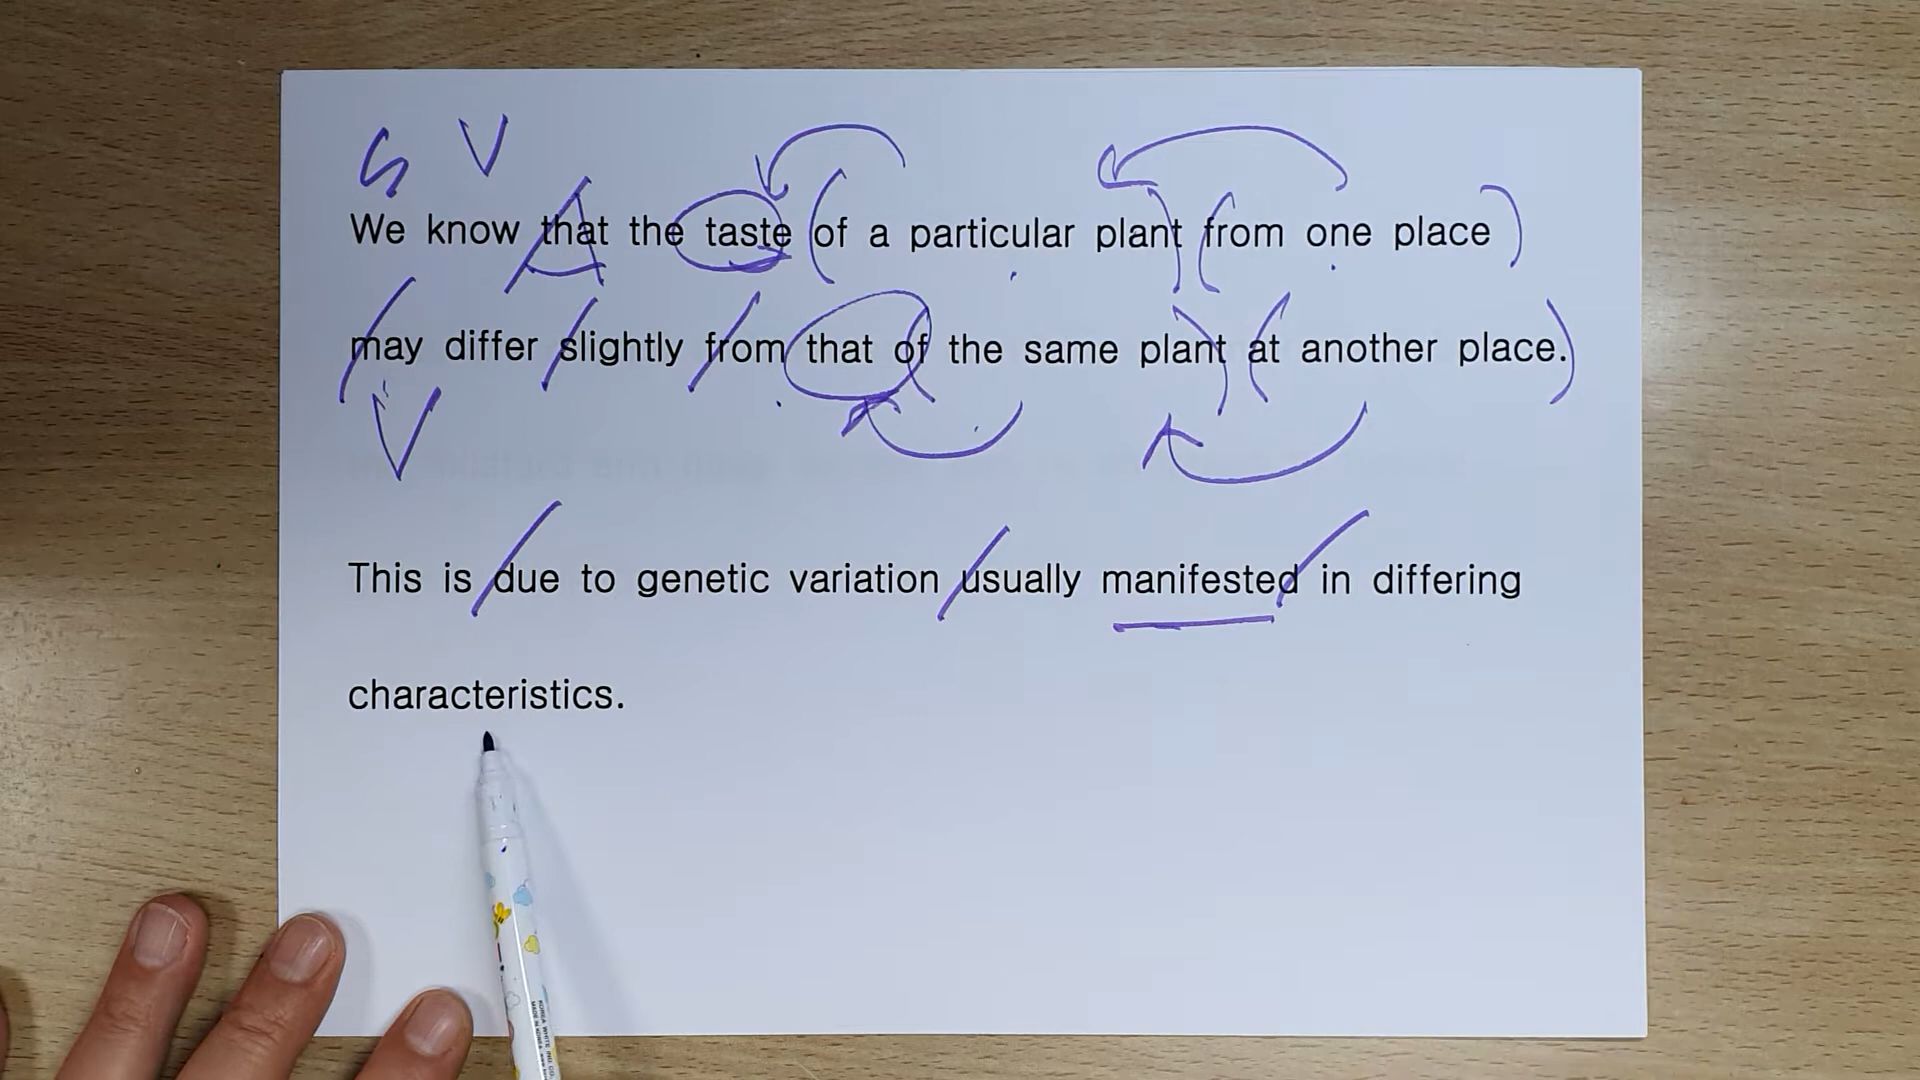 S V
We know that the taste of a particular plant from one place
may differ slightly from that of the same plant at another place.
V
This is due to genetic variation usually manifested in differing
characteristics.